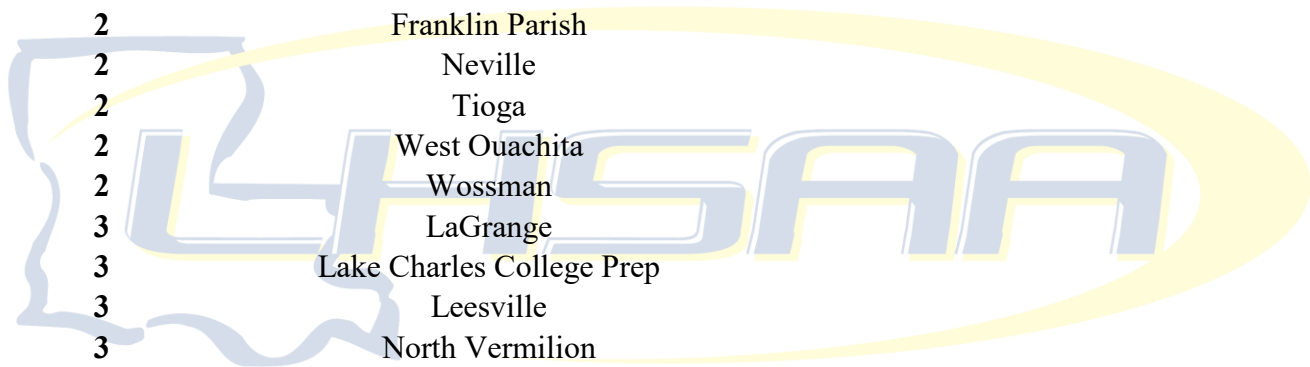 2 Franklin Parish
2 Neville
2 Tioga
2 West Ouachita
2 Wossman
3 LaGrange
3 Lake Charles College Prep
3 Leesville
3 North Vermilion
LHSAA